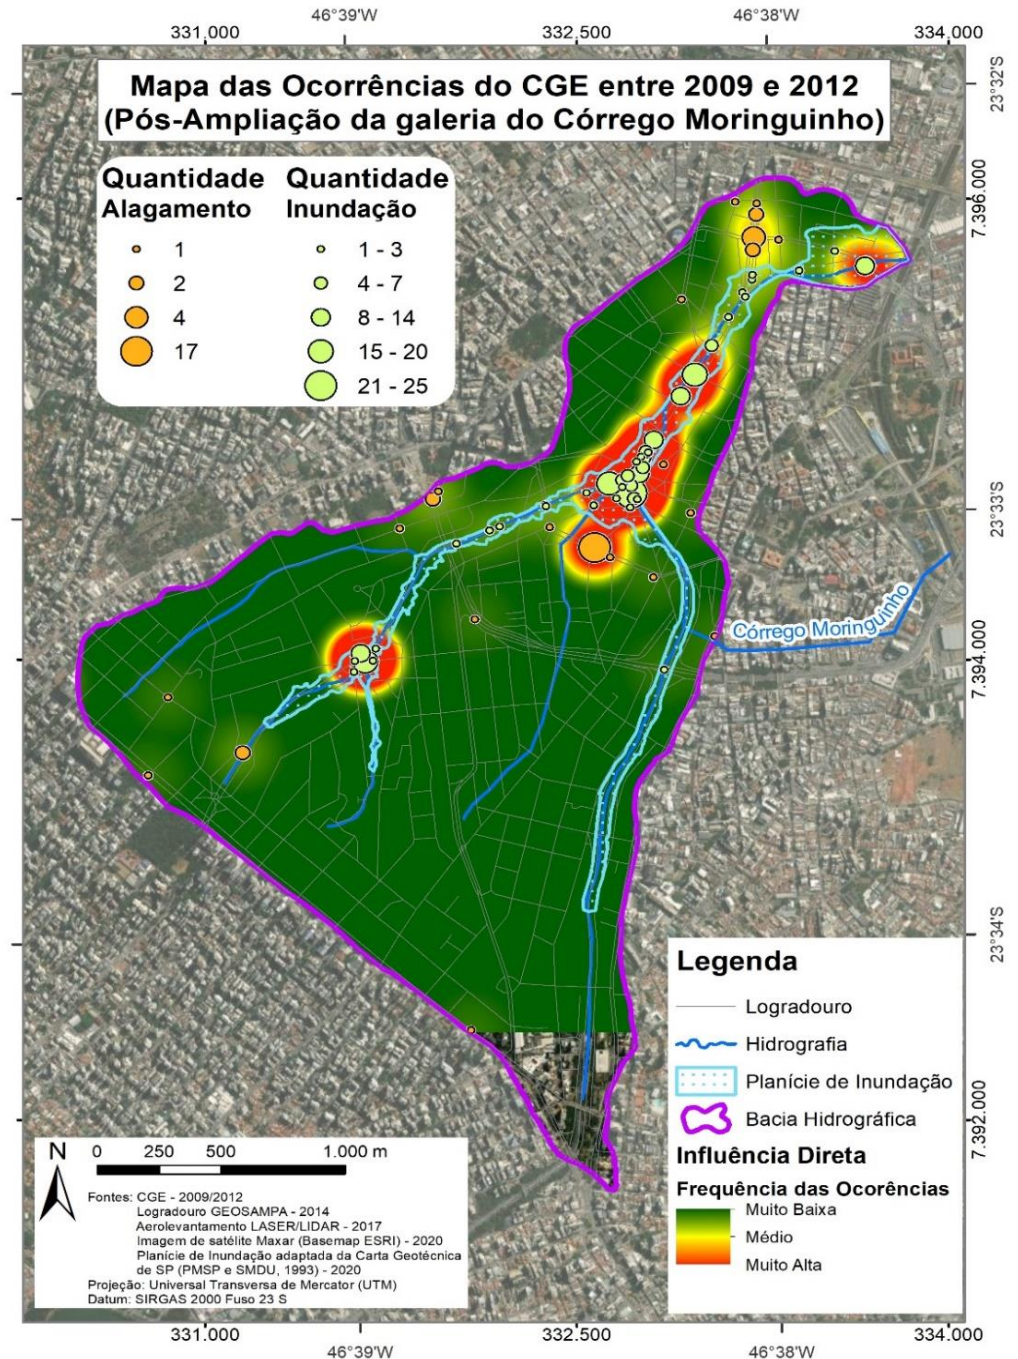 46°39'W
46°38'W
331.000
332.500
334.000
Mapa das Ocorrências do CGE entre 2009 e 2012
(Pós-Ampliação da galeria do Córrego Moringuinho)
23°32'S
7.396.000
Quantidade
Alagamento
1
2
4
17
Quantidade
Inundação
1 - 3
4 - 7
8 - 14
15 - 20
21 - 25
23°33'S
Córrego Moringuinho
7.394.000
23°34'S
7.392.000
Legenda
Logradouro
Hidrografia
Planície de Inundação
Bacia Hidrográfica
Influência Direta
Frequência das Ocorências
Muito Baixa
Médio
Muito Alta
N
0 250 500 1.000 m
Fontes: CGE - 2009/2012
Logradouro GEOSAMPA - 2014
Aerolevantamento LASER/LIDAR - 2017
Imagem de satélite Maxar (Basemap ESRI) - 2020
Planície de Inundação adaptada da Carta Geotécnica
de SP (PMSP e SMDU, 1993) - 2020
Projeção: Universal Transversa de Mercator (UTM)
Datum: SIRGAS 2000 Fuso 23 S
331.000
332.500
334.000
46°39'W
46°38'W